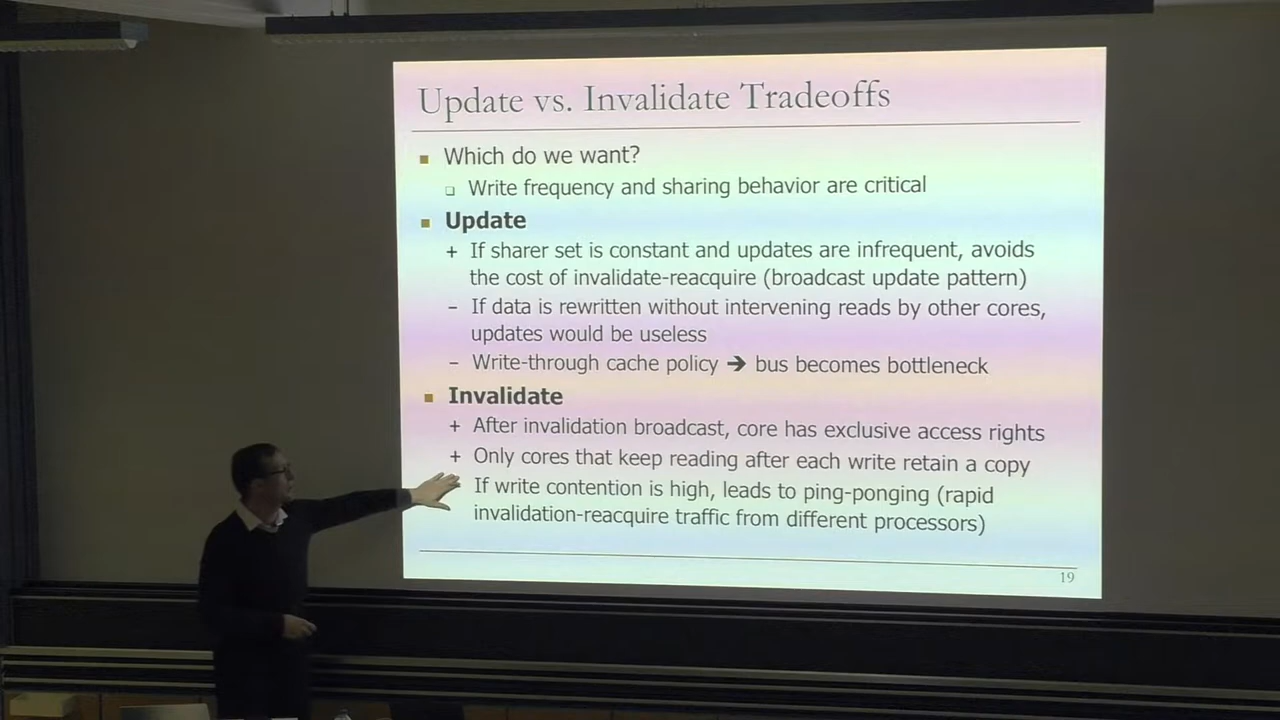 Update vs. Invalidate Tradeoffs
Which do we want?
Write frequency and sharing behavior are critical
Update
+ If sharer set is constant and updates are infrequent, avoids
the cost of invalidate-reacquire (broadcast update pattern)
– If data is rewritten without intervening reads by other cores,
updates would be useless
– Write-through cache policy ➔ bus becomes bottleneck
Invalidate
+ After invalidation broadcast, core has exclusive access rights
+ Only cores that keep reading after each write retain a copy
If write contention is high, leads to ping-ponging (rapid
invalidation-reacquire traffic from different processors)
19